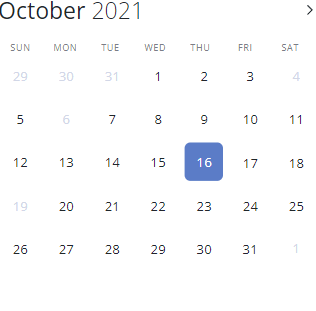 October 2021
SUN MON TUE WED THU FRI SAT
29 30 31 1 2 3 4
5 6 7 8 9 10 11
12 13 14 15 16 17 18
19 20 21 22 23 24 25
26 27 28 29 30 31 1